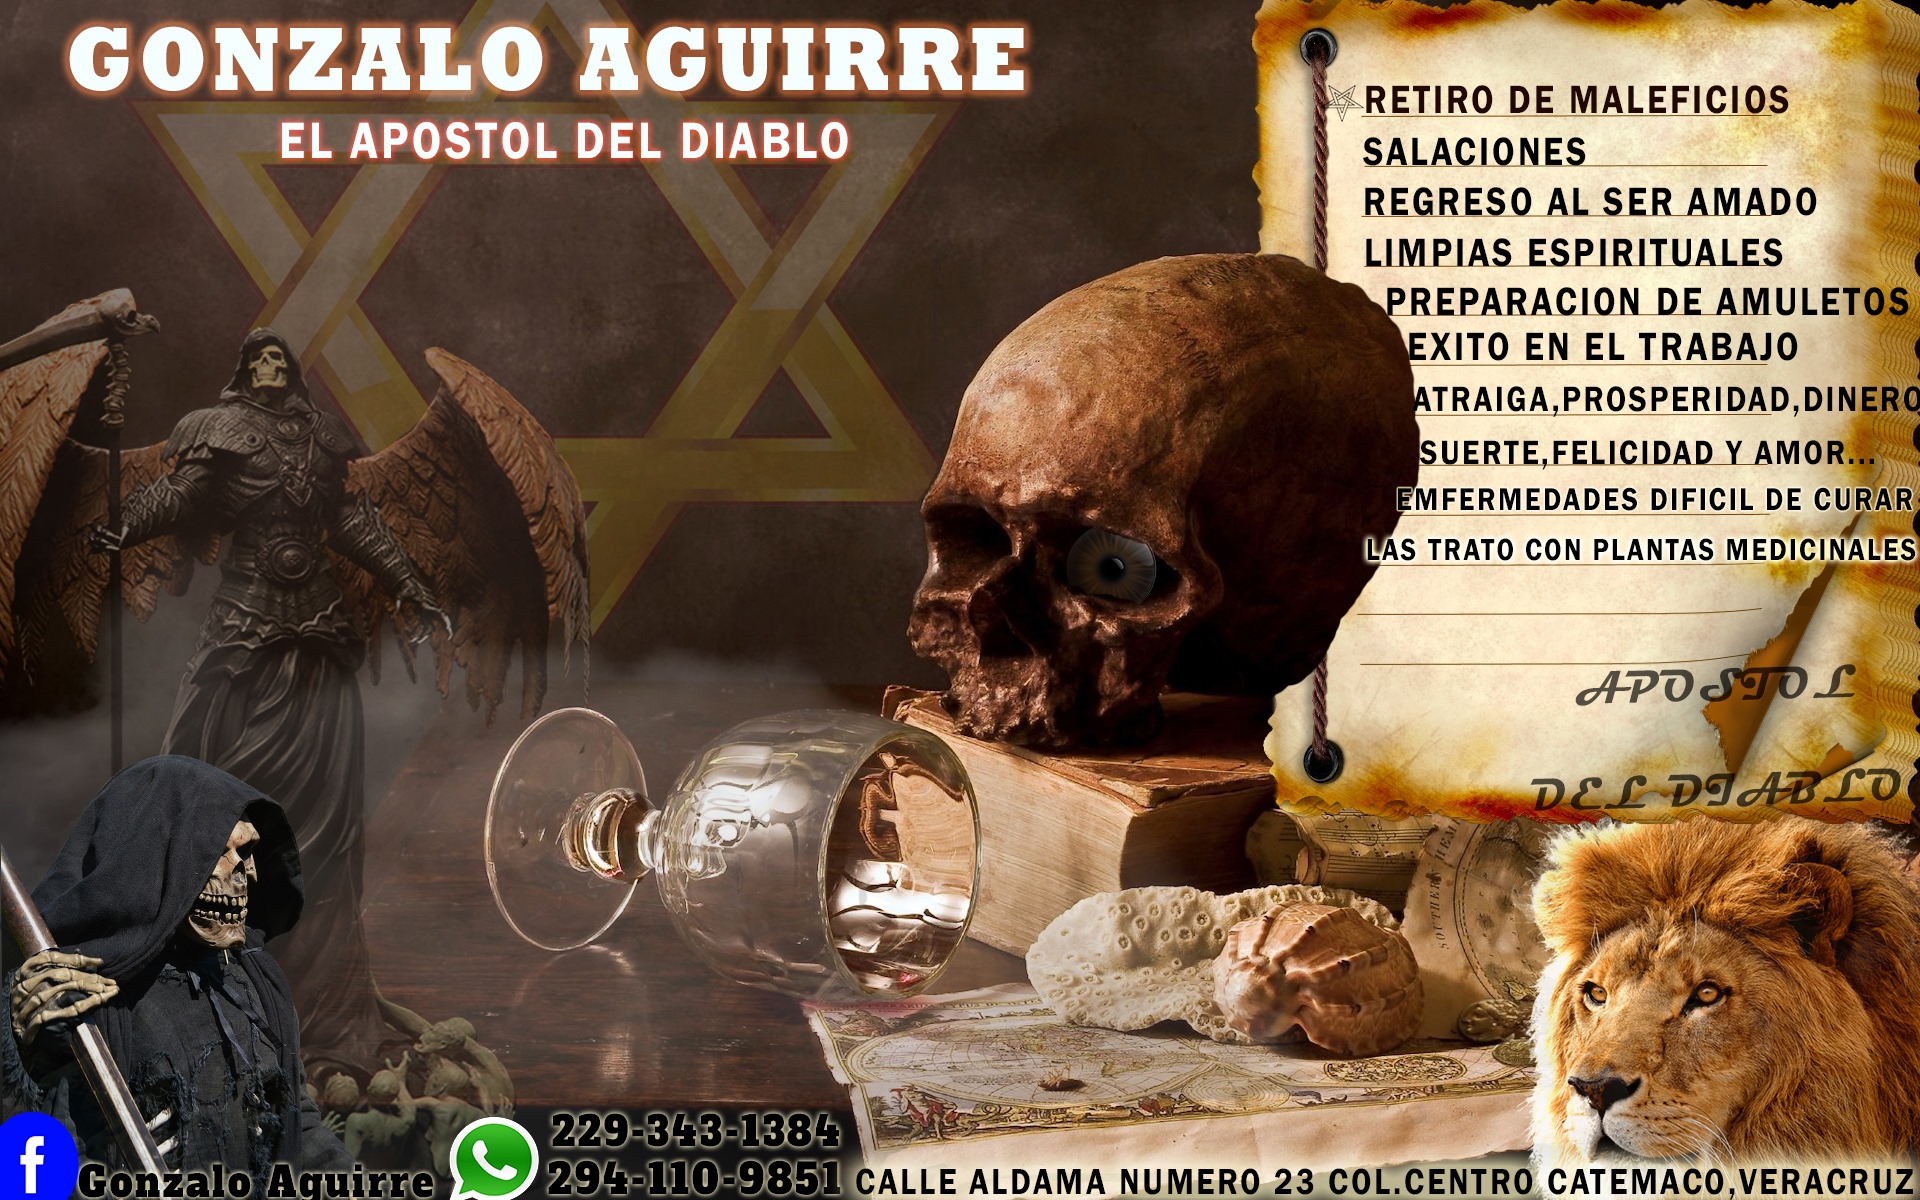 GONZALO AGUIRRE
EL APOSTOL DEL DIABLO
RETIRO DE MALEFICIOS
SALACIONES
REGRESO AL SER AMADO
LIMPIAS ESPIRITUALES
PREPARACION DE AMULETOS
EXITO EN EL TRABAJO
ATRAIGA,PROSPERIDAD,DINERO
SUERTE,FELICIDAD Y AMOR...
EMFERMEDADES DIFICIL DE CURAR
LAS TRATO CON PLANTAS MEDICINALES
APOSTOL
DEL DIABLO
SOUTHERN HEM
f Gonzalo Aguirre
229-343-1384
294-110-9851
CALLE ALDAMA NUMERO 23 COL.CENTRO CATEMACO,VERACRUZ